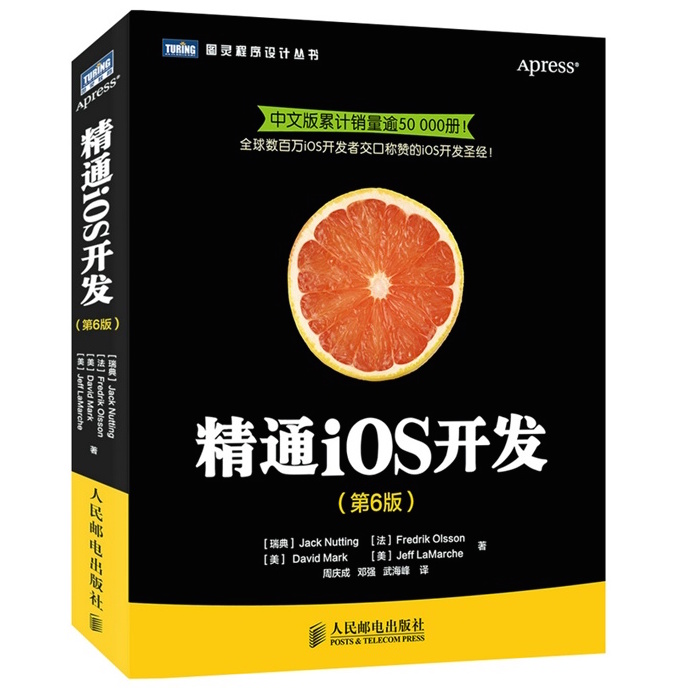 TURING 图灵程序设计丛书
Apress®
中文版累计销量逾50 000册!
全球数百万iOS开发者交口称赞的iOS开发圣经!
精通iOS开发
(第6版)
[瑞典] Jack Nutting [法] Fredrik Olsson
[美] David Mark [美] Jeff LaMarche 著
周庆成 邓强 武海峰 译
人民邮电出版社
POSTS & TELECOM PRESS
TURING
Apress®
精通iOS开发
(第6版)
[瑞典] Jack Nutting
[法] Fredrik Olsson
[美] David Mark
[美] Jeff LaMarche
著
人民邮电出版社